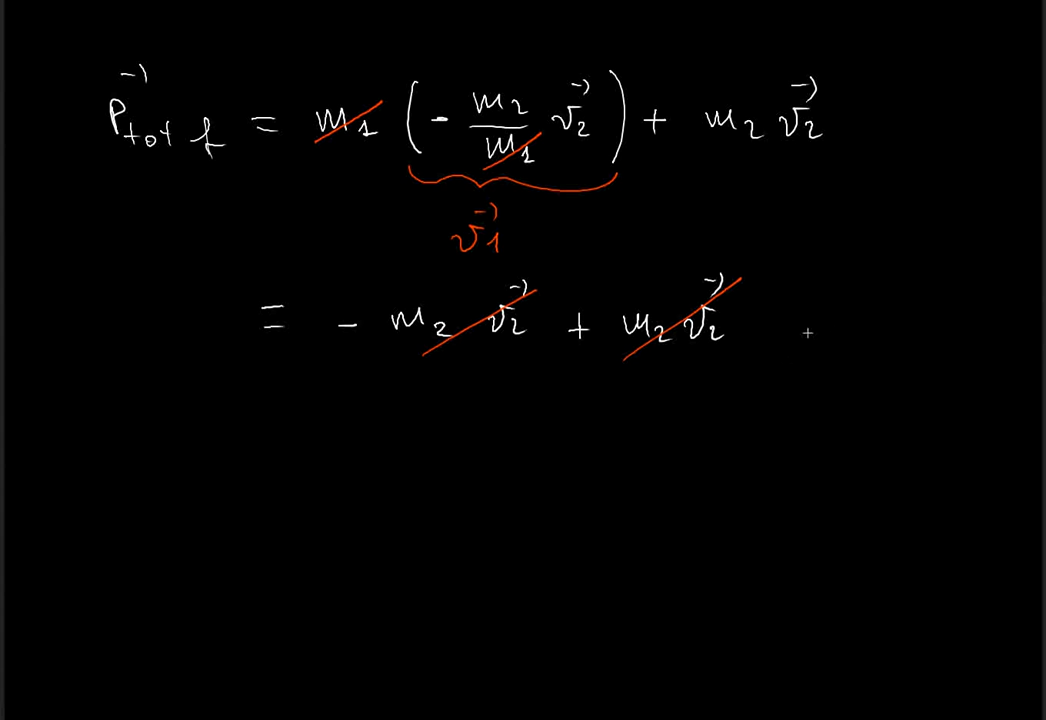 P⃗tot f = m1 (- m2/m1 v⃗2) + m2 v⃗2
v⃗1
= - m2 v⃗2 + m2 v⃗2